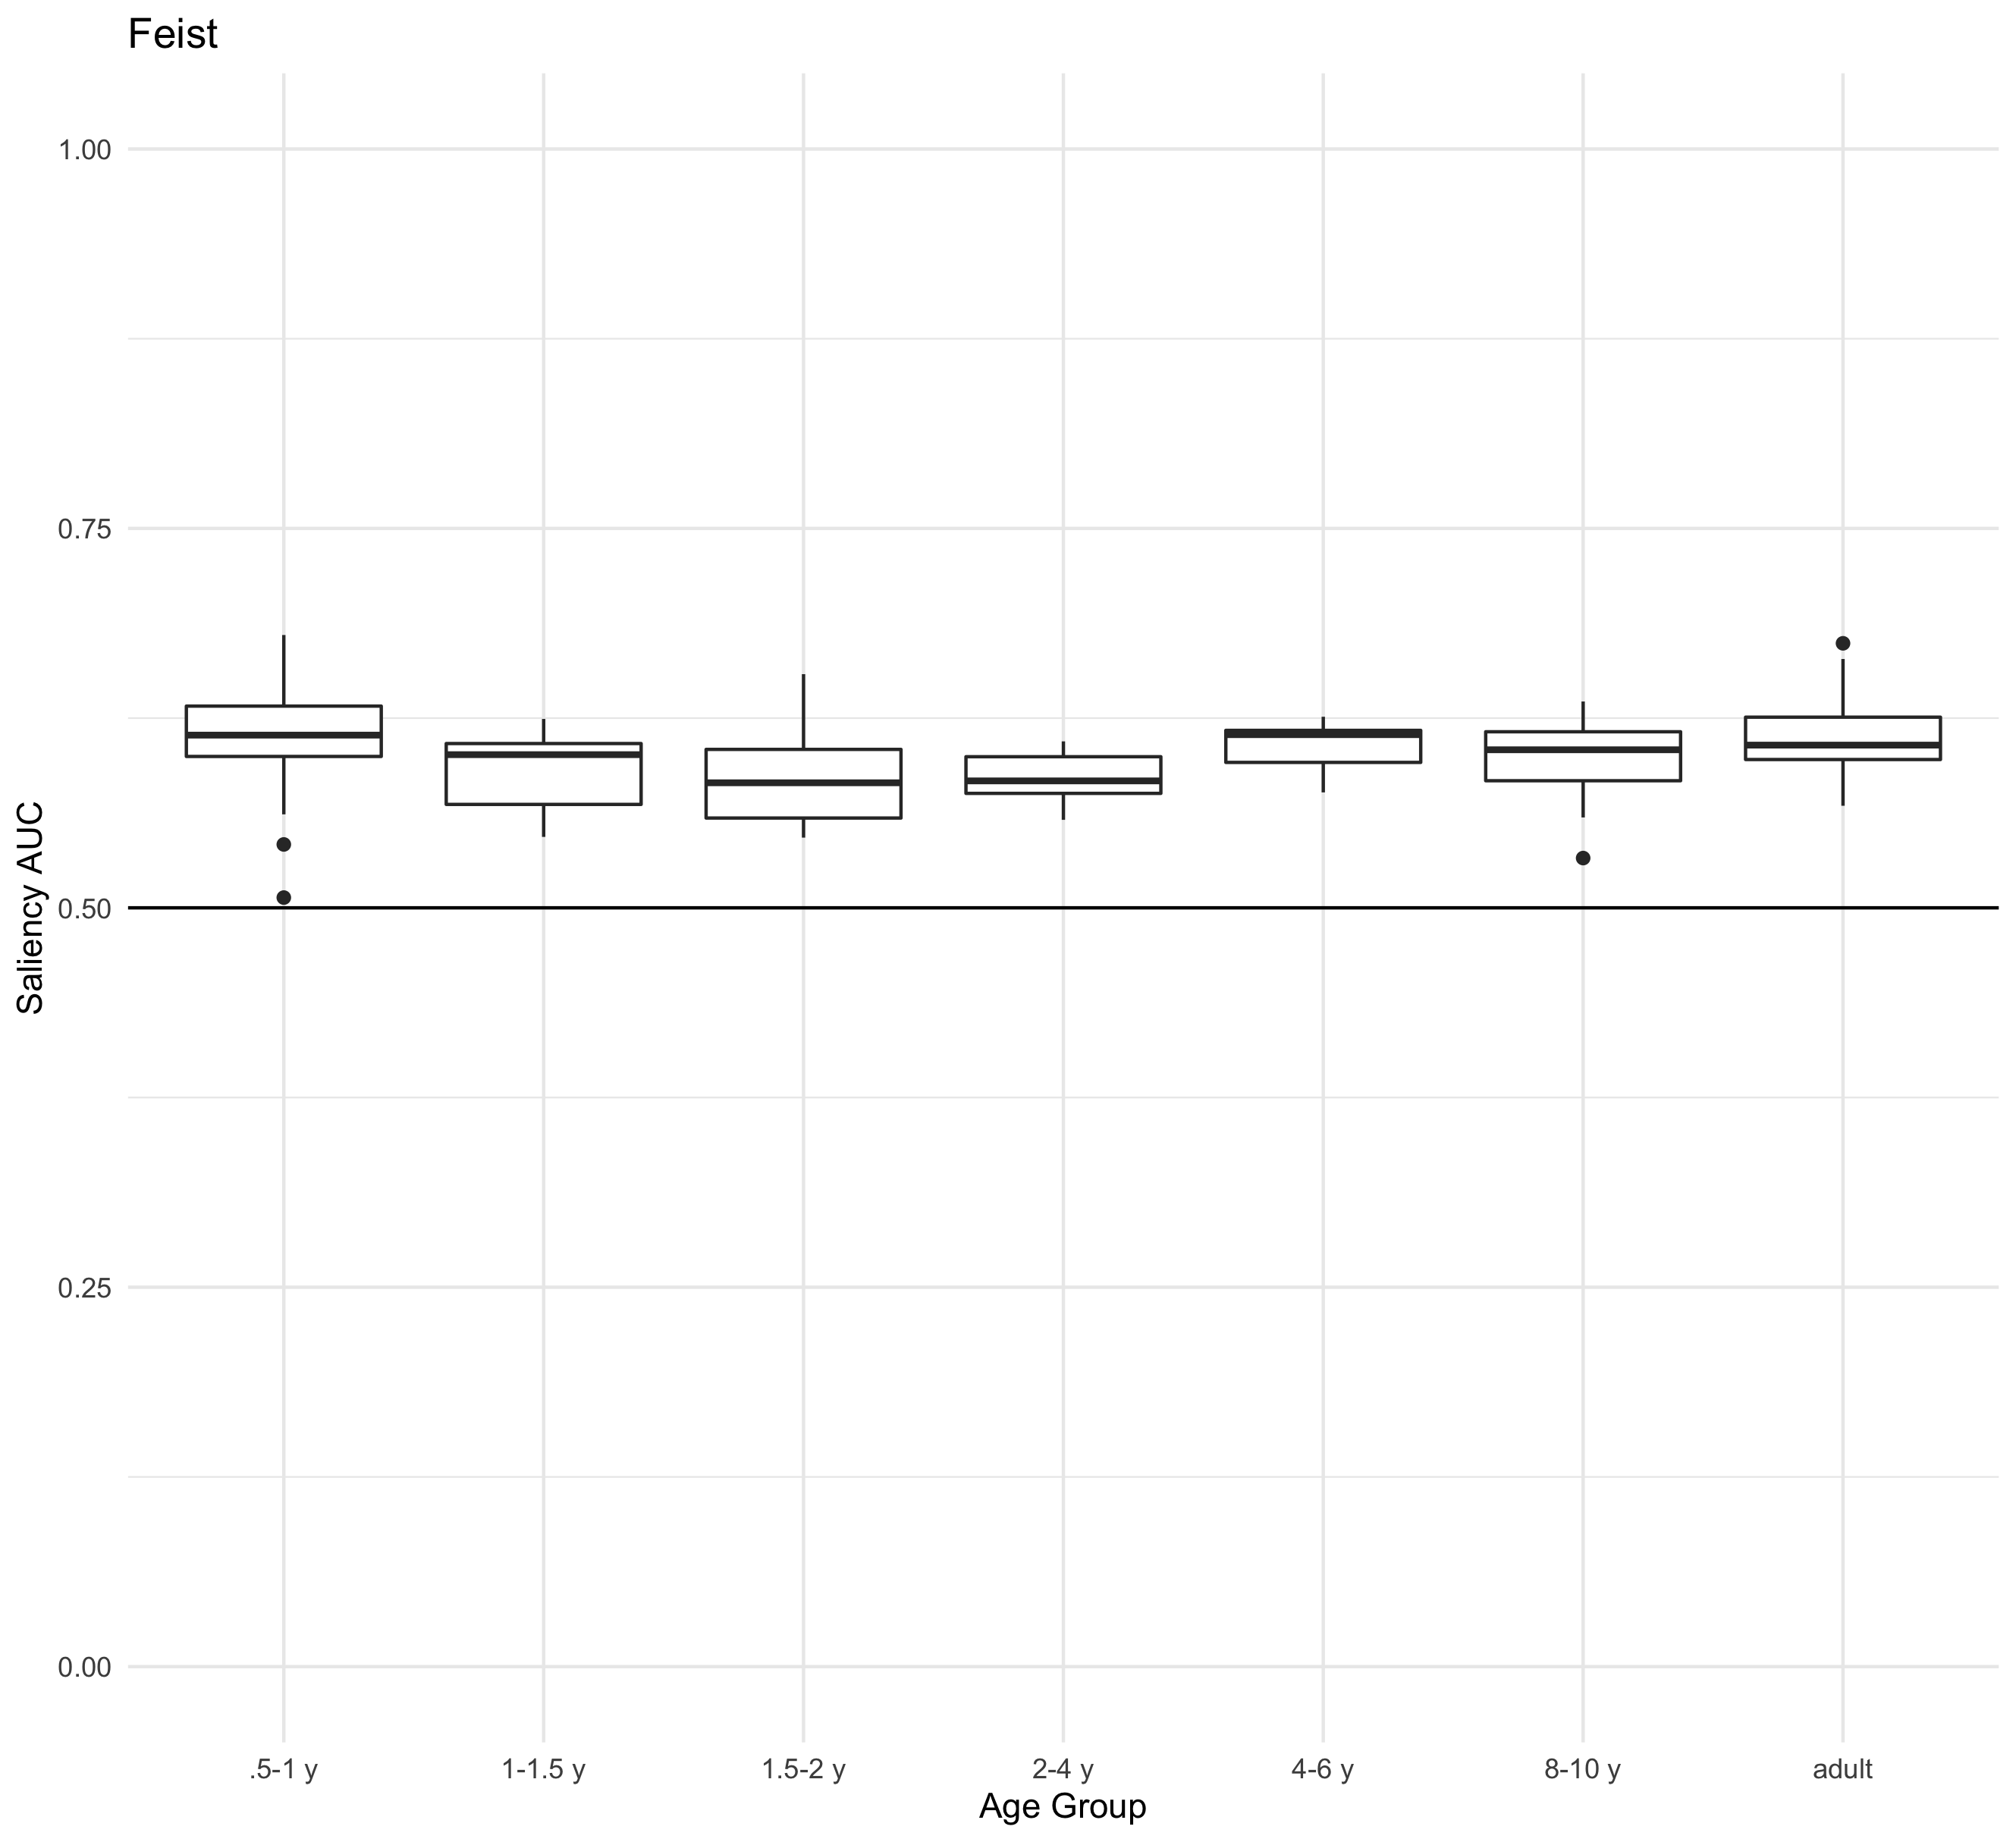 Feist
1.00
0.75
0.50
0.25
0.00
Saliency AUC
.5-1 y
1-1.5 y
1.5-2 y
2-4 y
4-6 y
8-10 y
adult
Age Group